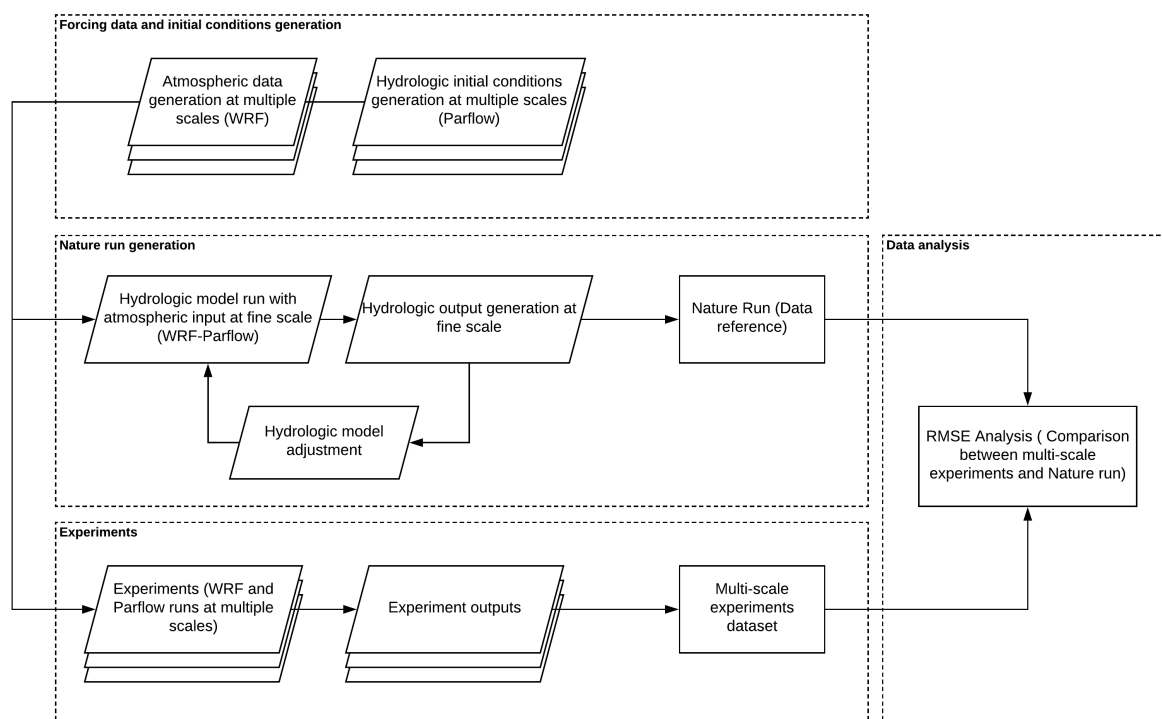 Forcing data and initial conditions generation
Atmospheric data
generation at multiple
scales (WRF)
Hydrologic initial conditions
generation at multiple scales
(Parflow)
Nature run generation
Hydrologic model run with
atmospheric input at fine scale
(WRF-Parflow)
Hydrologic output generation at
fine scale
Nature Run (Data
reference)
Hydrologic model
adjustment
Data analysis
RMSE Analysis ( Comparison
between multi-scale
experiments and Nature run)
Experiments
Experiments (WRF and
Parflow runs at multiple
scales)
Experiment outputs
Multi-scale
experiments
dataset